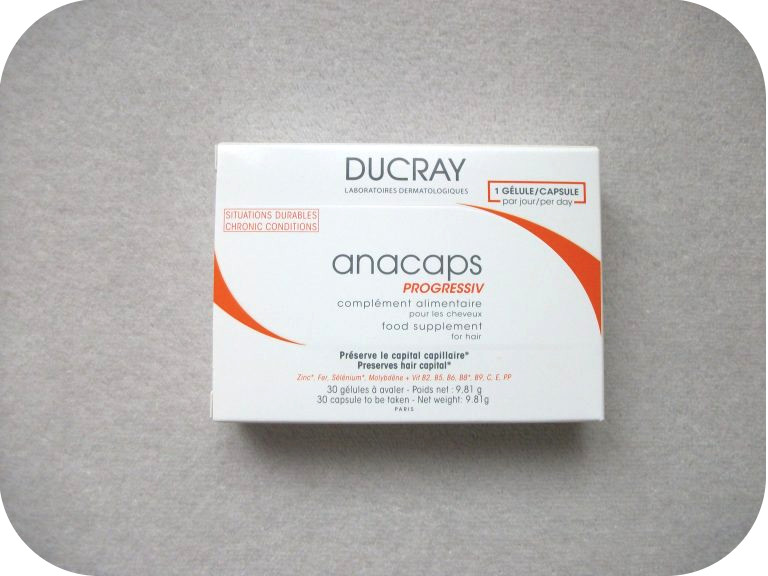 DUCRAY
LABORATOIRES DERMATOLOGIQUES
1 GÉLULE/CAPSULE
par jour/per day
SITUATIONS DURABLES
CHRONIC CONDITIONS
anacaps
PROGRESSIV
complément alimentaire
pour les cheveux
food supplement
for hair
Préserve le capital capillaire*
Preserves hair capital*
Zinc*, Fer, Sélénium*, Molybdène + Vit B2, B5, B6, B8*, B9, C, E, PP
30 gélules à avaler - Poids net : 9.81 g
30 capsule to be taken - Net weight: 9.81g
PARIS